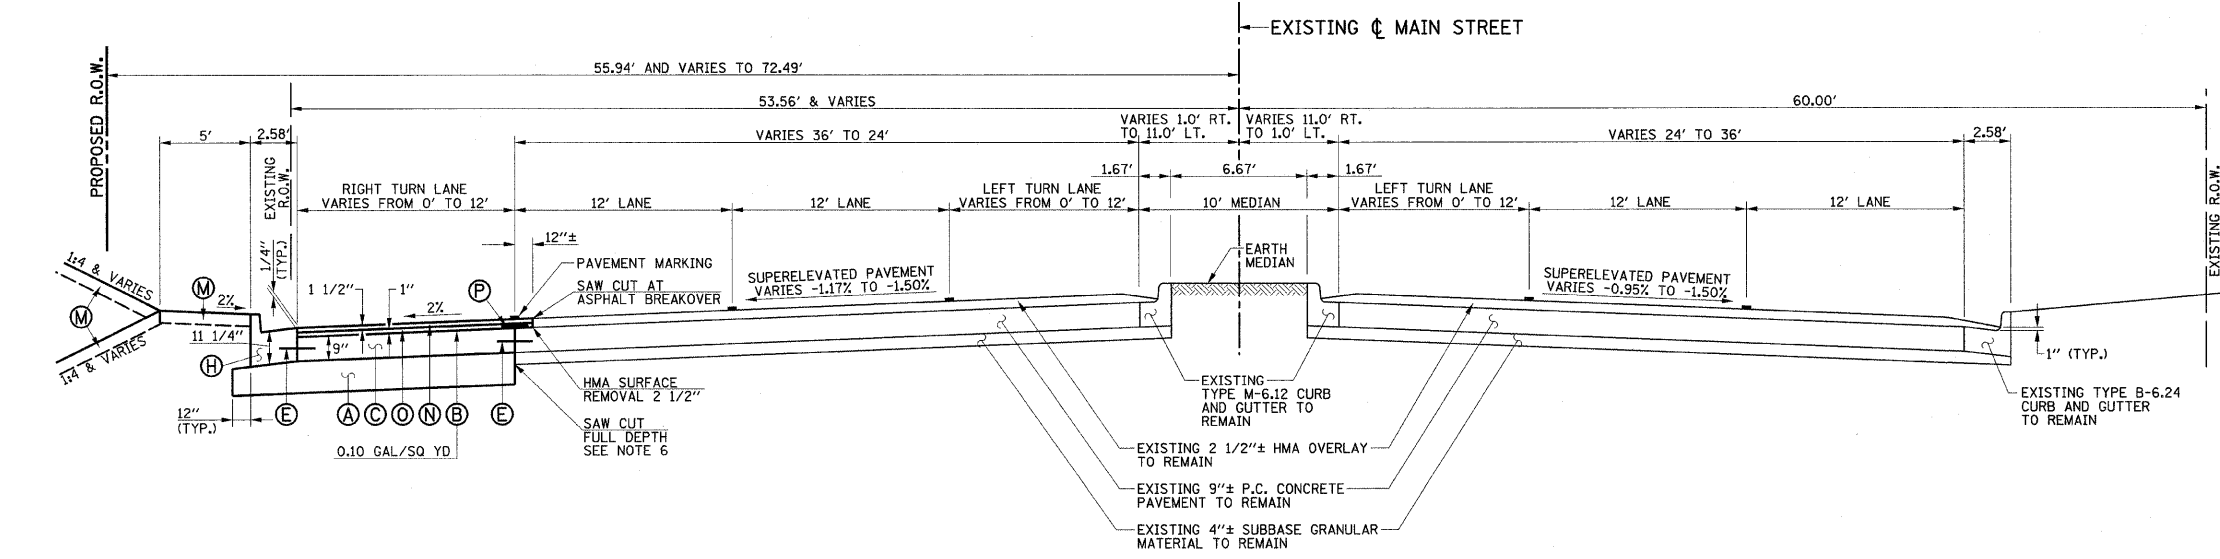 EXISTING ℄ MAIN STREET
PROPOSED R.O.W.
55.94' AND VARIES TO 72.49'
53.56' & VARIES
60.00'
VARIES 1.0' RT.
TO 11.0' LT.
VARIES 11.0' RT.
TO 1.0' LT.
5'
2.58'
VARIES 36' TO 24'
VARIES 24' TO 36'
2.58'
EXISTING
R.O.W.
1.67'
6.67'
1.67'
RIGHT TURN LANE
VARIES FROM 0' TO 12'
12' LANE
12' LANE
LEFT TURN LANE
VARIES FROM 0' TO 12'
10' MEDIAN
LEFT TURN LANE
VARIES FROM 0' TO 12'
12' LANE
12' LANE
EXISTING R.O.W.
1/4"
(TYP.)
12"±
PAVEMENT MARKING
SAW CUT AT
ASPHALT BREAKOVER
EARTH
MEDIAN
SUPERELEVATED PAVEMENT
VARIES -1.17% TO -1.50%
SUPERELEVATED PAVEMENT
VARIES -0.95% TO -1.50%
1:4 & VARIES
M
2%
M
1 1/2"
1"
2%
P
11 1/4"
9"
1:4 & VARIES
H
1" (TYP.)
12"
(TYP.)
E
A
C
O
N
B
E
0.10 GAL/SQ YD
HMA SURFACE
REMOVAL 2 1/2"
SAW CUT
FULL DEPTH
SEE NOTE 6
EXISTING
TYPE M-6.12 CURB
AND GUTTER TO
REMAIN
EXISTING TYPE B-6.24
CURB AND GUTTER
TO REMAIN
EXISTING 2 1/2"± HMA OVERLAY
TO REMAIN
EXISTING 9"± P.C. CONCRETE
PAVEMENT TO REMAIN
EXISTING 4"± SUBBASE GRANULAR
MATERIAL TO REMAIN